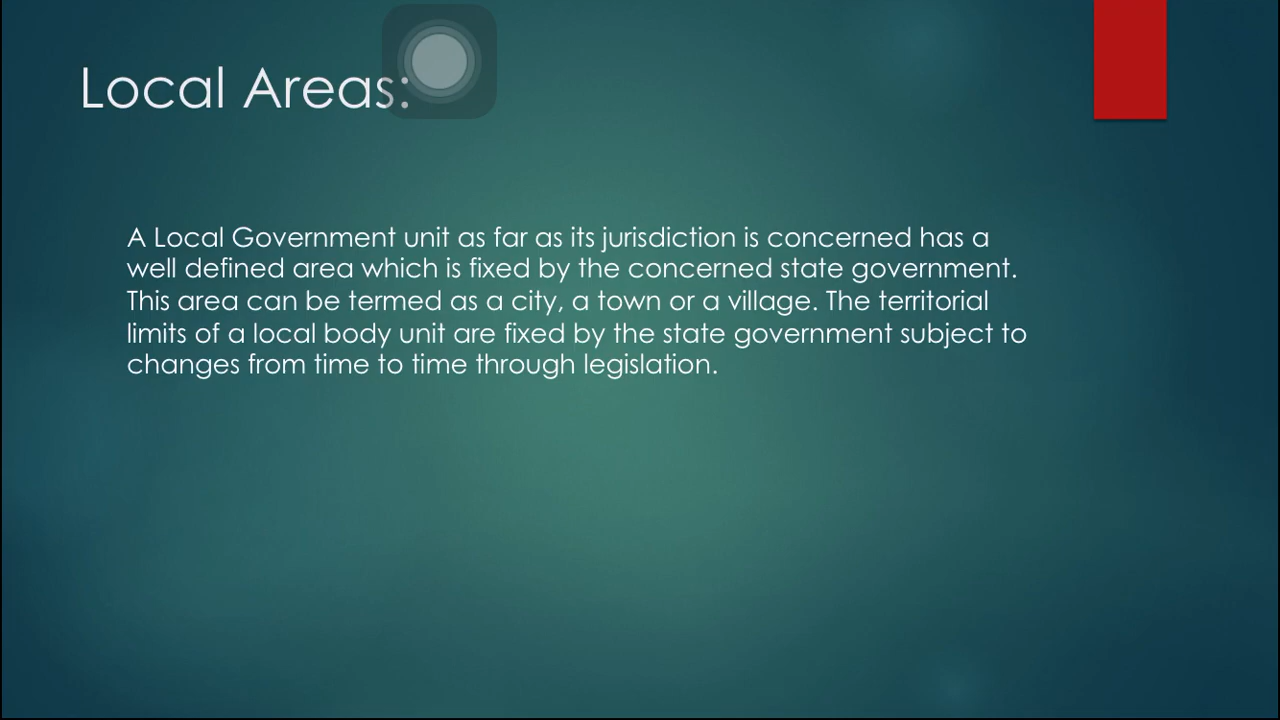 Local Areas:
A Local Government unit as far as its jurisdiction is concerned has a
well defined area which is fixed by the concerned state government.
This area can be termed as a city, a town or a village. The territorial
limits of a local body unit are fixed by the state government subject to
changes from time to time through legislation.